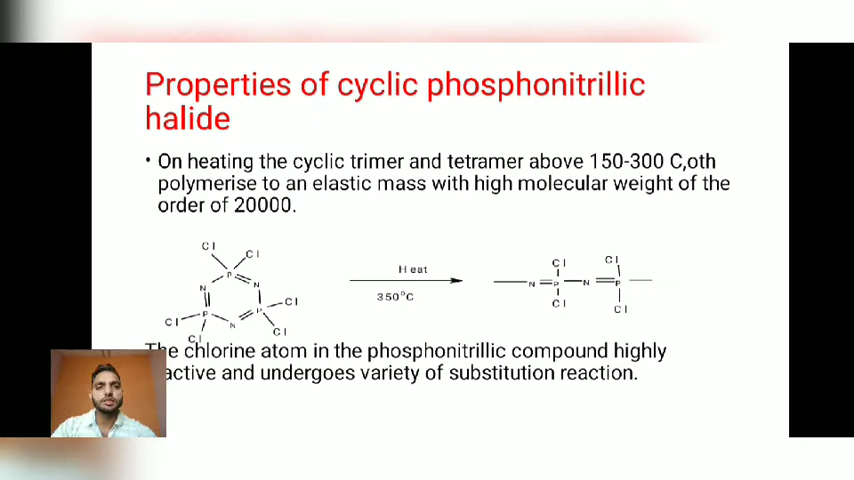 Properties of cyclic phosphonitrillic
halide
• On heating the cyclic trimer and tetramer above 150-300 C,oth
polymerise to an elastic mass with high molecular weight of the
order of 20000.
Cl Cl
P
N N
Cl
P P
Cl N
Cl Cl
Heat
350°C
Cl Cl
N P N P
Cl Cl
The chlorine atom in the phosphonitrillic compound highly
active and undergoes variety of substitution reaction.